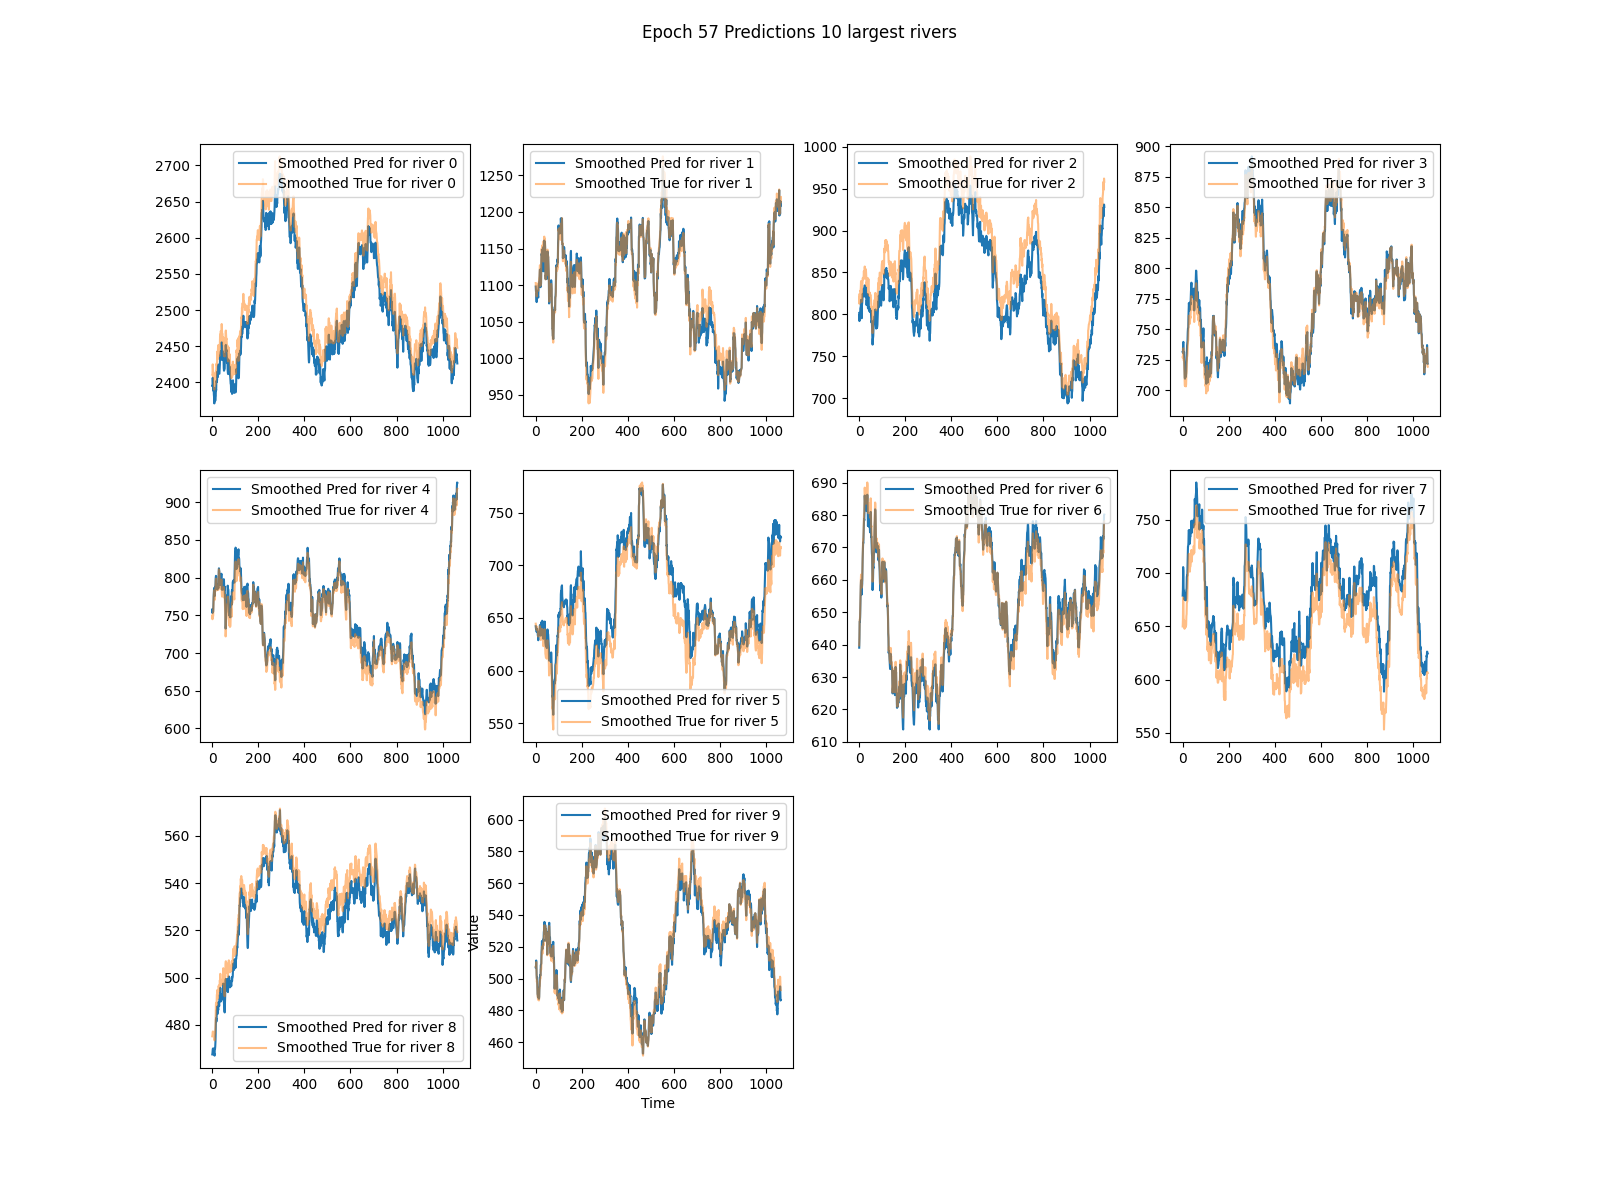 Epoch 57 Predictions 10 largest rivers
Smoothed Pred for river 0
Smoothed True for river 0
2700
2650
2600
2550
2500
2450
2400
0 200 400 600 800 1000
Smoothed Pred for river 1
Smoothed True for river 1
1250
1200
1150
1100
1050
1000
950
0 200 400 600 800 1000
Smoothed Pred for river 2
Smoothed True for river 2
1000
950
900
850
800
750
700
0 200 400 600 800 1000
Smoothed Pred for river 3
Smoothed True for river 3
900
875
850
825
800
775
750
725
700
0 200 400 600 800 1000
Smoothed Pred for river 4
Smoothed True for river 4
900
850
800
750
700
650
600
0 200 400 600 800 1000
Smoothed Pred for river 5
Smoothed True for river 5
750
700
650
600
550
0 200 400 600 800 1000
Smoothed Pred for river 6
Smoothed True for river 6
690
680
670
660
650
640
630
620
610
0 200 400 600 800 1000
Smoothed Pred for river 7
Smoothed True for river 7
750
700
650
600
550
0 200 400 600 800 1000
Smoothed Pred for river 8
Smoothed True for river 8
560
540
520
500
480
0 200 400 600 800 1000
Smoothed Pred for river 9
Smoothed True for river 9
600
580
560
540
520
500
480
460
0 200 400 600 800 1000
Value
Time